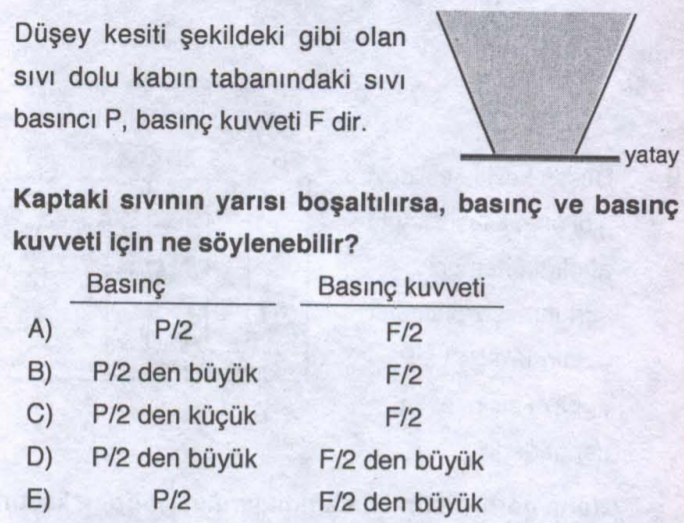 Düşey kesiti şekildeki gibi olan
sıvı dolu kabın tabanındaki sıvı
basıncı P, basınç kuvveti F dir.
yatay
Kaptaki sıvının yarısı boşaltılırsa, basınç ve basınç
kuvveti için ne söylenebilir?
Basınç Basınç kuvveti
A) P/2 F/2
B) P/2 den büyük F/2
C) P/2 den küçük F/2
D) P/2 den büyük F/2 den büyük
E) P/2 F/2 den büyük